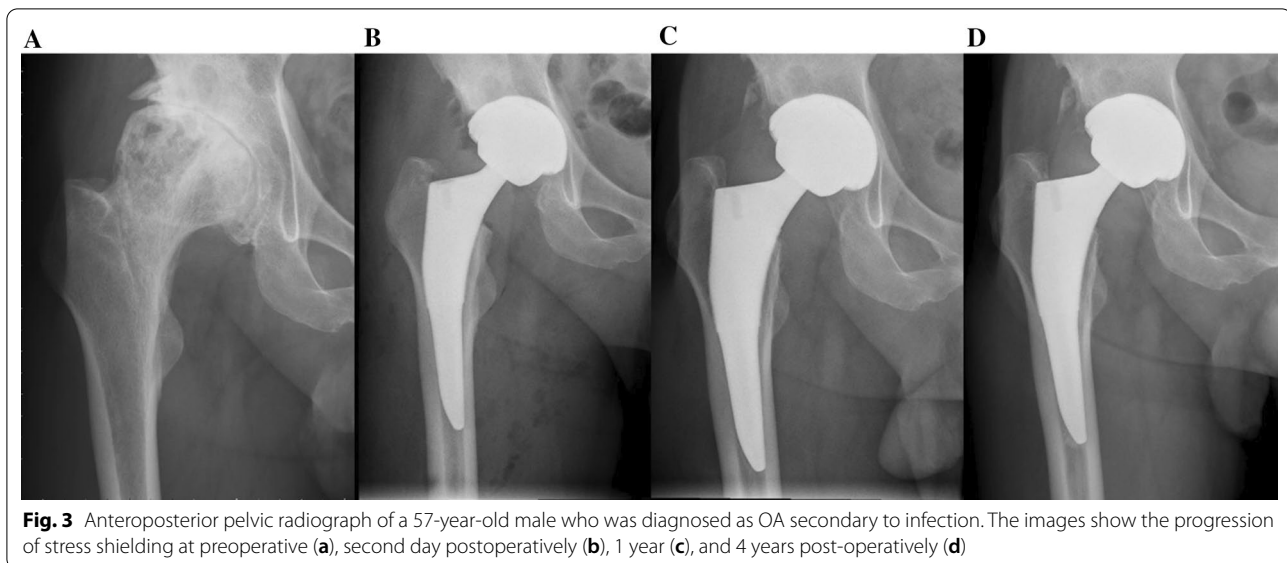 A B C D
Fig. 3 Anteroposterior pelvic radiograph of a 57-year-old male who was diagnosed as OA secondary to infection. The images show the progression
of stress shielding at preoperative (a), second day postoperatively (b), 1 year (c), and 4 years post-operatively (d)